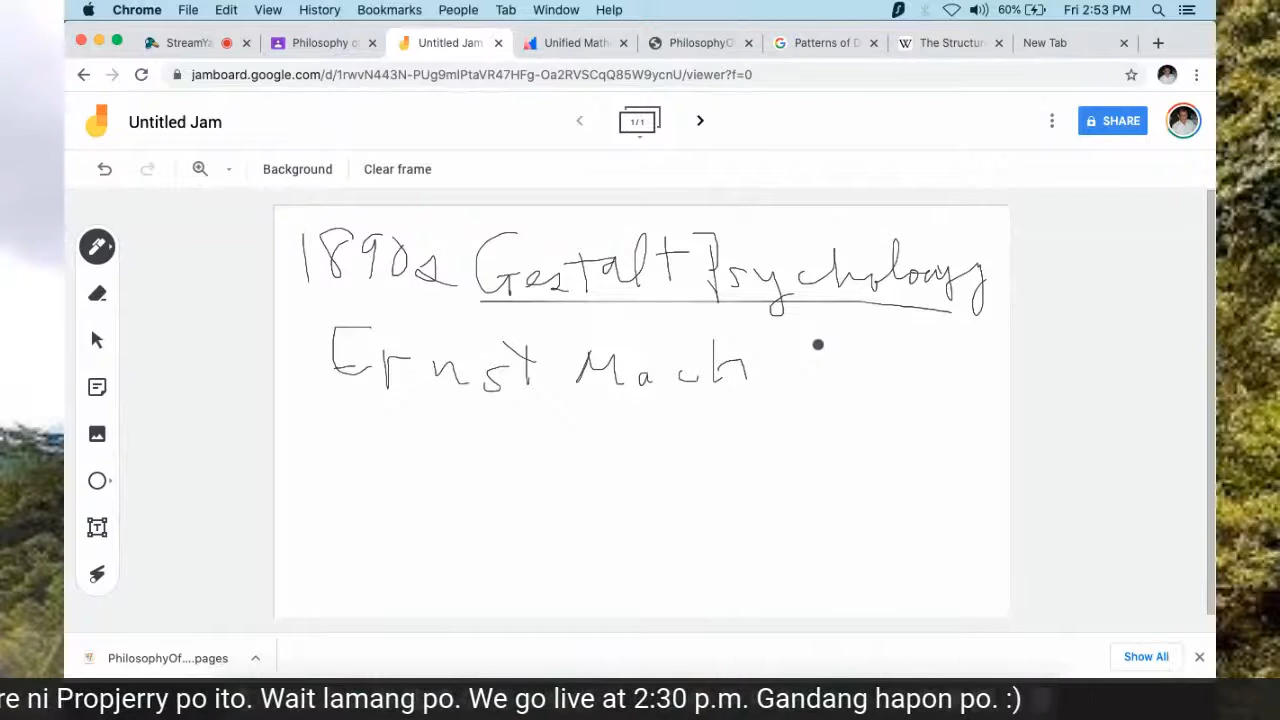 Chrome File Edit View History Bookmarks People Tab Window Help 60% Fri 2:53 PM
StreamYa Philosophy o Untitled Jam Unified Math PhilosophyO Patterns of D The Structur New Tab
jamboard.google.com/d/1rwvN443N-PUg9mlPtaVR47HFg-Oa2RVSCqQ85W9ycnU/viewer?f=0
Untitled Jam 1/1 SHARE
Background Clear frame
1890s Gestalt Psychology
Ernst Mach
PhilosophyOf....pages Show All
re ni Propjerry po ito. Wait lamang po. We go live at 2:30 p.m. Gandang hapon po. :)